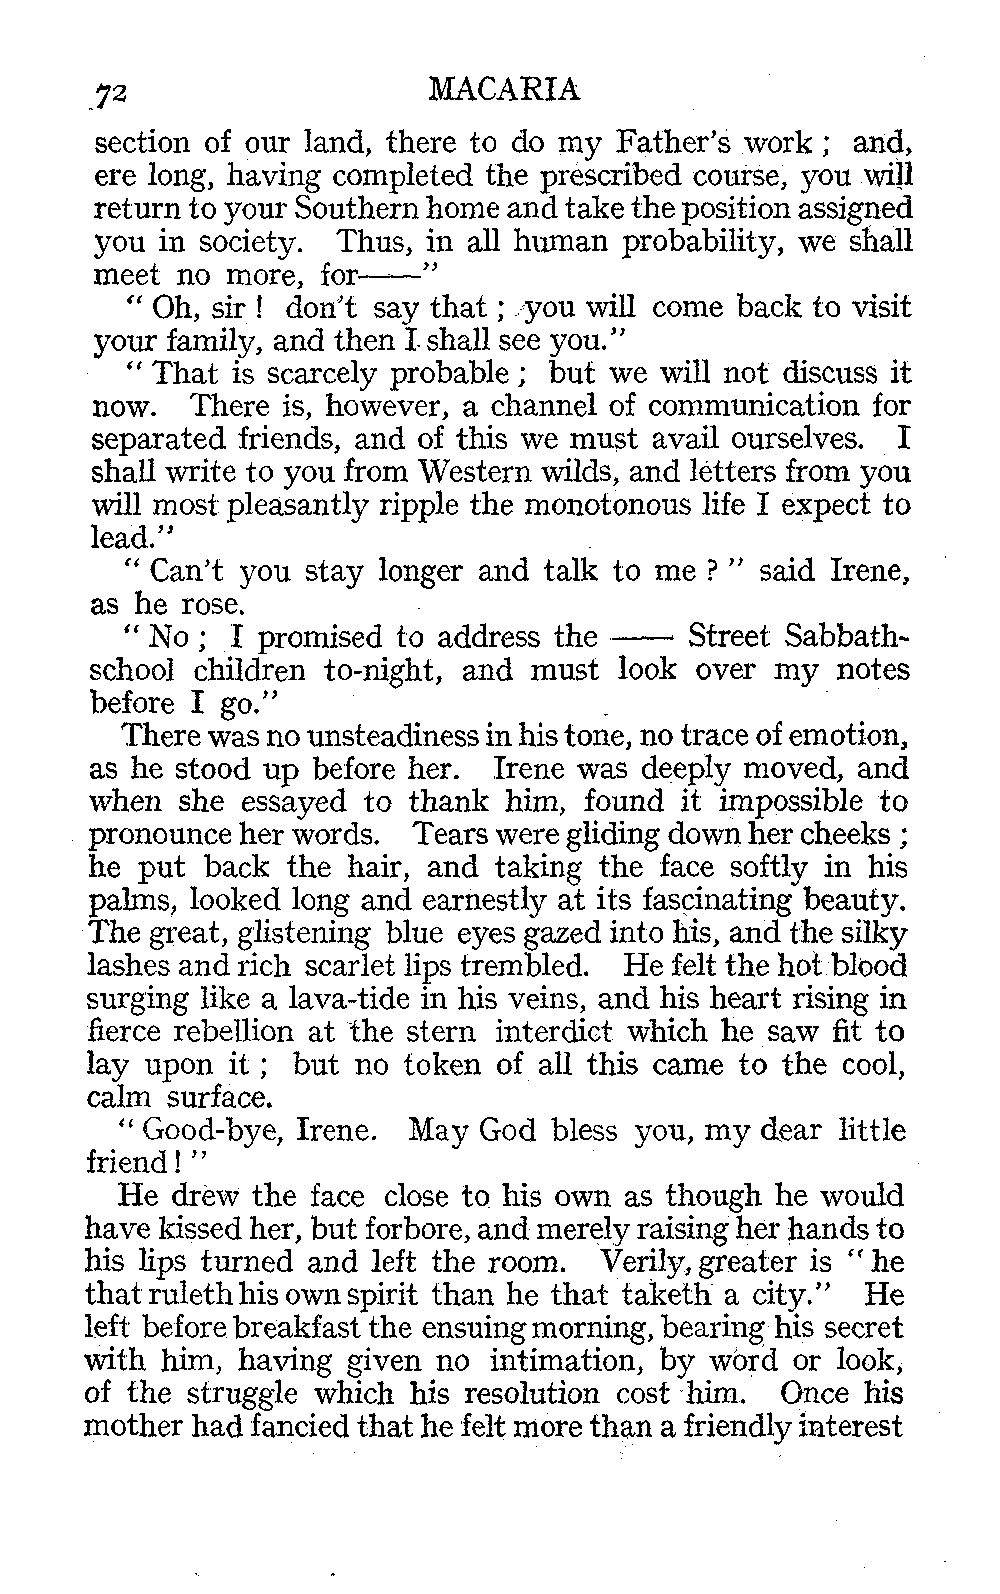 72 MACARIA
section of our land, there to do my Father's work ; and,
ere long, having completed the prescribed course, you will
return to your Southern home and take the position assigned
you in society. Thus, in all human probability, we shall
meet no more, for——"
" Oh, sir ! don't say that ; you will come back to visit
your family, and then I shall see you."
" That is scarcely probable ; but we will not discuss it
now. There is, however, a channel of communication for
separated friends, and of this we must avail ourselves. I
shall write to you from Western wilds, and letters from you
will most pleasantly ripple the monotonous life I expect to
lead."
" Can't you stay longer and talk to me ? " said Irene,
as he rose.
" No ; I promised to address the —— Street Sabbath-
school children to-night, and must look over my notes
before I go."
There was no unsteadiness in his tone, no trace of emotion,
as he stood up before her. Irene was deeply moved, and
when she essayed to thank him, found it impossible to
pronounce her words. Tears were gliding down her cheeks ;
he put back the hair, and taking the face softly in his
palms, looked long and earnestly at its fascinating beauty.
The great, glistening blue eyes gazed into his, and the silky
lashes and rich scarlet lips trembled. He felt the hot blood
surging like a lava-tide in his veins, and his heart rising in
fierce rebellion at the stern interdict which he saw fit to
lay upon it ; but no token of all this came to the cool,
calm surface.
" Good-bye, Irene. May God bless you, my dear little
friend ! "
He drew the face close to his own as though he would
have kissed her, but forbore, and merely raising her hands to
his lips turned and left the room. Verily, greater is " he
that ruleth his own spirit than he that taketh a city." He
left before breakfast the ensuing morning, bearing his secret
with him, having given no intimation, by word or look,
of the struggle which his resolution cost him. Once his
mother had fancied that he felt more than a friendly interest